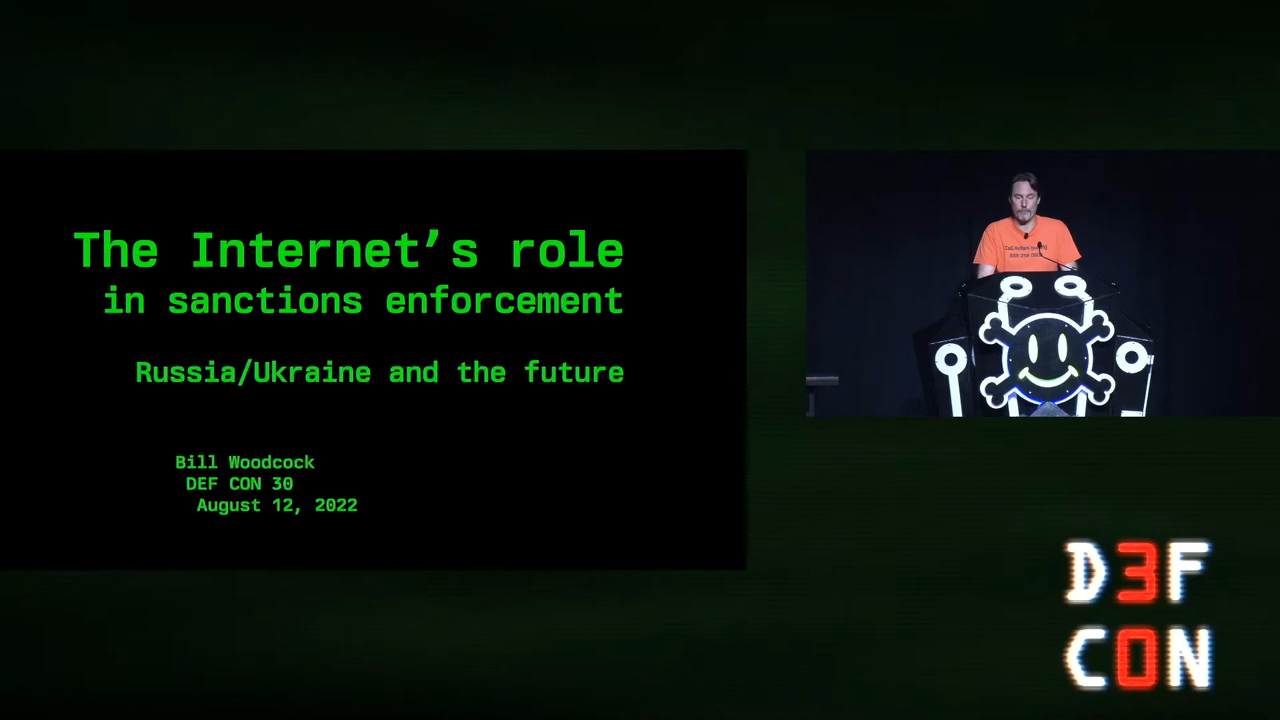 The Internet’s role
in sanctions enforcement
Russia/Ukraine and the future
Bill Woodcock
DEF CON 30
August 12, 2022
D3F
C0N